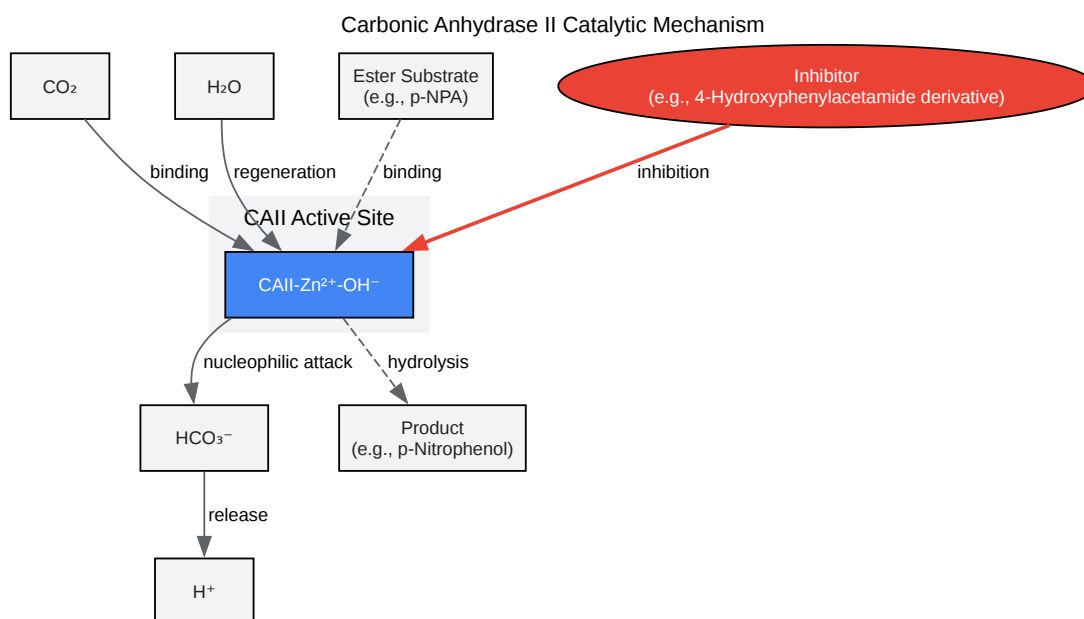 Carbonic Anhydrase II Catalytic Mechanism
CO₂
H₂O
Ester Substrate
(e.g., p-NPA)
Inhibitor
(e.g., 4-Hydroxyphenylacetamide derivative)
binding
regeneration
binding
inhibition
CAII Active Site
CAII-Zn²⁺-OH⁻
nucleophilic attack
hydrolysis
HCO₃⁻
Product
(e.g., p-Nitrophenol)
release
H⁺